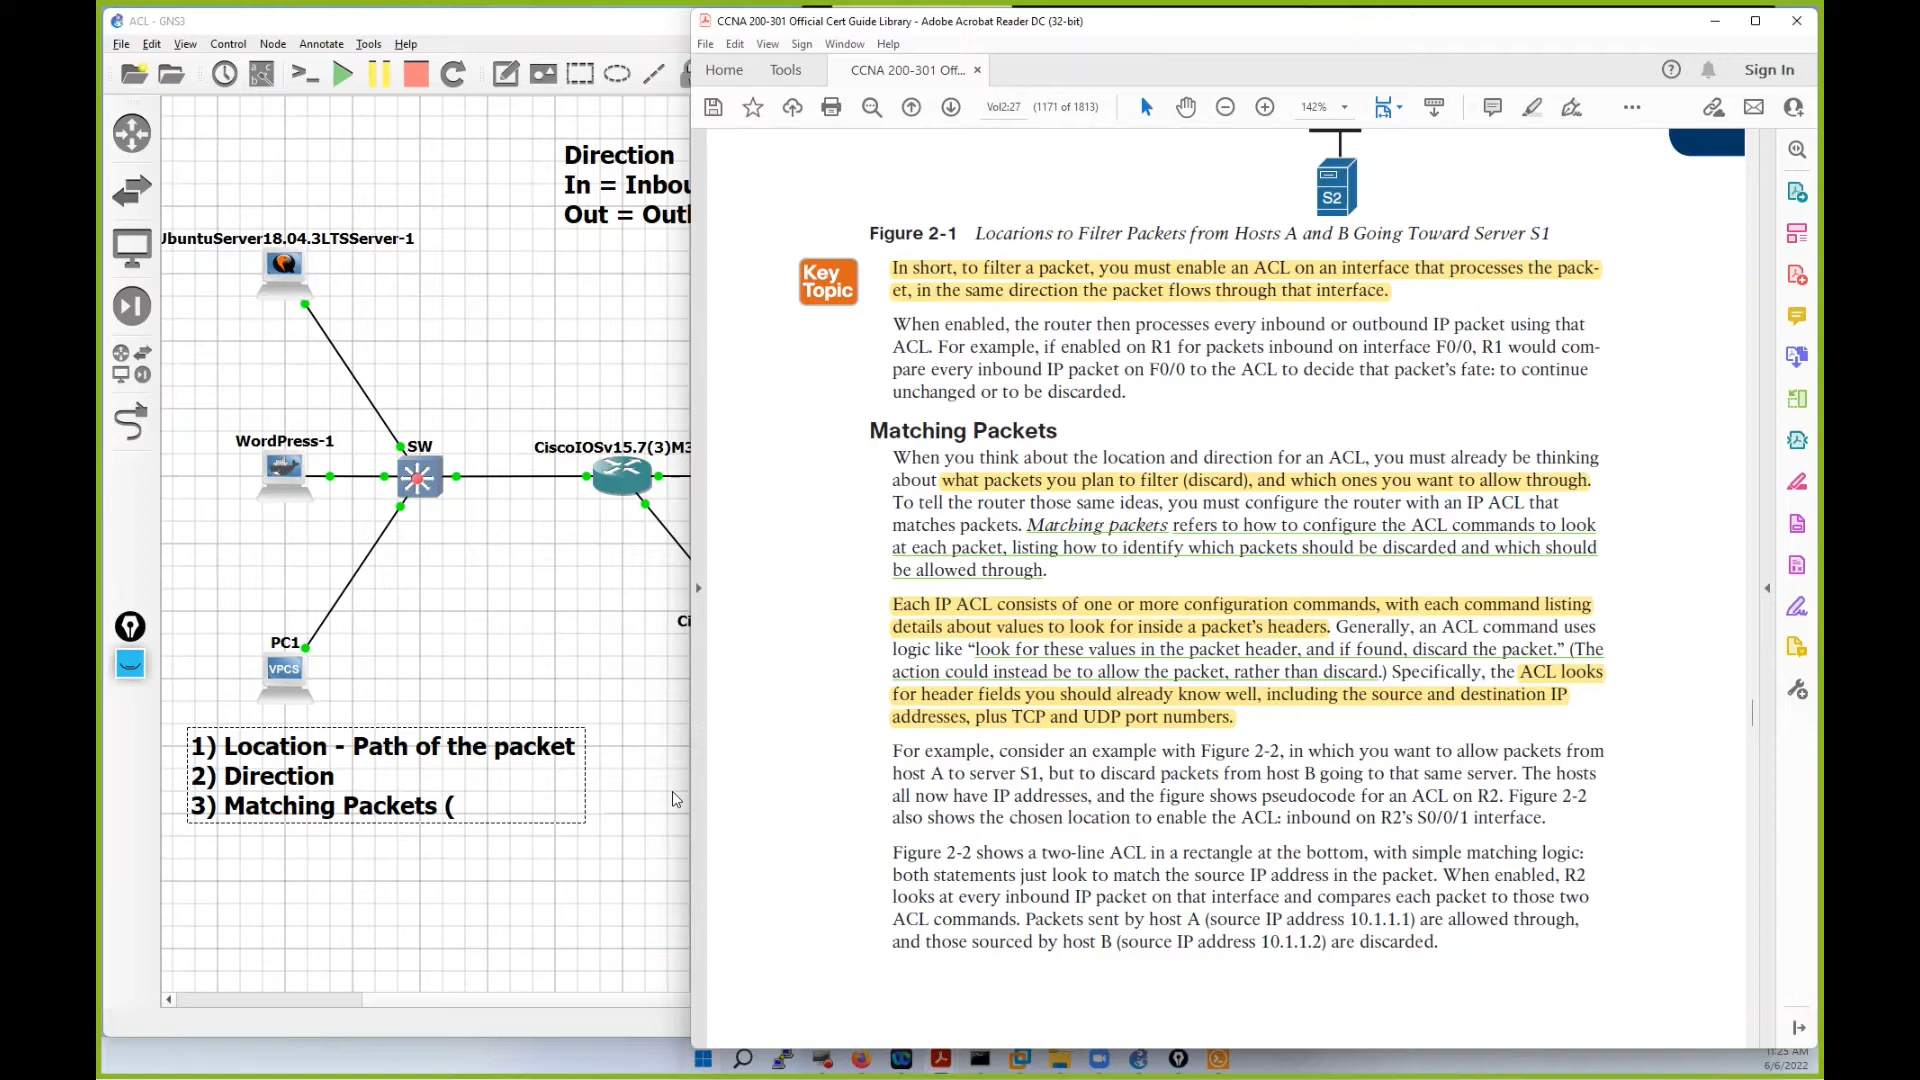 ACL - GNS3
File Edit View Control Node Annotate Tools Help
Direction
In = Inbou
Out = Outl
UbuntuServer18.04.3LTSServer-1
WordPress-1
SW
CiscoIOSv15.7(3)M3
Ci
PC1
VPCS
1) Location - Path of the packet
2) Direction
3) Matching Packets (
CCNA 200-301 Official Cert Guide Library - Adobe Acrobat Reader DC (32-bit)
File Edit View Sign Window Help
Home Tools CCNA 200-301 Off... × Sign In
Vol2:27 (1171 of 1813) 142%
S2
Figure 2-1 Locations to Filter Packets from Hosts A and B Going Toward Server S1
Key
Topic
In short, to filter a packet, you must enable an ACL on an interface that processes the pack-
et, in the same direction the packet flows through that interface.
When enabled, the router then processes every inbound or outbound IP packet using that
ACL. For example, if enabled on R1 for packets inbound on interface F0/0, R1 would com-
pare every inbound IP packet on F0/0 to the ACL to decide that packet's fate: to continue
unchanged or to be discarded.
Matching Packets
When you think about the location and direction for an ACL, you must already be thinking
about what packets you plan to filter (discard), and which ones you want to allow through.
To tell the router those same ideas, you must configure the router with an IP ACL that
matches packets. Matching packets refers to how to configure the ACL commands to look
at each packet, listing how to identify which packets should be discarded and which should
be allowed through.
Each IP ACL consists of one or more configuration commands, with each command listing
details about values to look for inside a packet's headers. Generally, an ACL command uses
logic like “look for these values in the packet header, and if found, discard the packet.” (The
action could instead be to allow the packet, rather than discard.) Specifically, the ACL looks
for header fields you should already know well, including the source and destination IP
addresses, plus TCP and UDP port numbers.
For example, consider an example with Figure 2-2, in which you want to allow packets from
host A to server S1, but to discard packets from host B going to that same server. The hosts
all now have IP addresses, and the figure shows pseudocode for an ACL on R2. Figure 2-2
also shows the chosen location to enable the ACL: inbound on R2's S0/0/1 interface.
Figure 2-2 shows a two-line ACL in a rectangle at the bottom, with simple matching logic:
both statements just look to match the source IP address in the packet. When enabled, R2
looks at every inbound IP packet on that interface and compares each packet to those two
ACL commands. Packets sent by host A (source IP address 10.1.1.1) are allowed through,
and those sourced by host B (source IP address 10.1.1.2) are discarded.
11:25 AM
6/6/2022